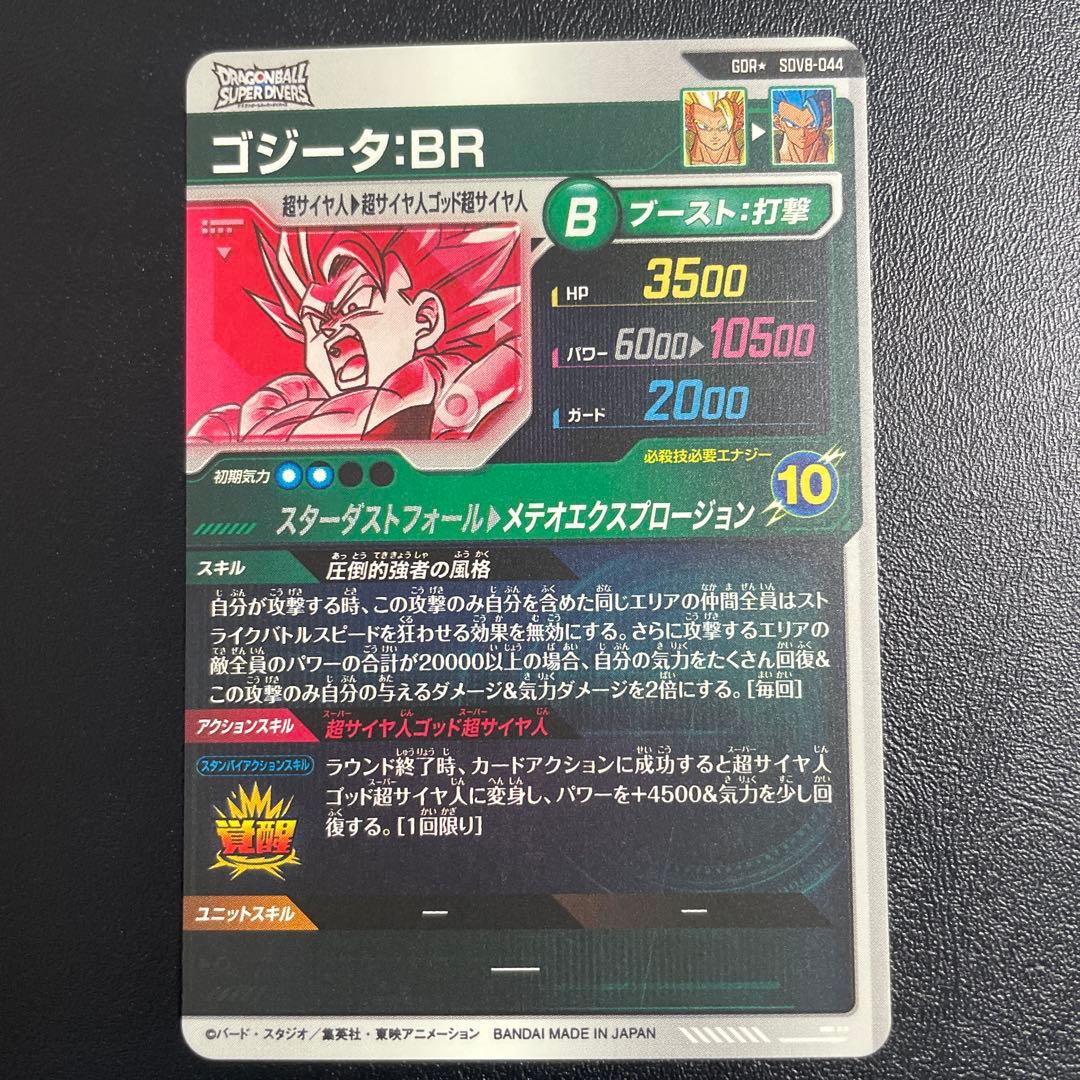 GDR★ SDV8-044
DRAGONBALL
SUPER DIVERS
ゴジータ:BR
超サイヤ人▶超サイヤ人ゴッド超サイヤ人
B ブースト:打撃
HP 3500
パワー 6000▶10500
ガード 2000
初期気力
必殺技必要エナジー
10
スターダストフォール▶メテオエクスプロージョン
スキル 圧倒的強者の風格
自分が攻撃する時、この攻撃のみ自分を含めた同じエリアの仲間全員はスト
ライクバトルスピードを狂わせる効果を無効にする。さらに攻撃するエリアの
敵全員のパワーの合計が20000以上の場合、自分の気力をたくさん回復&
この攻撃のみ自分の与えるダメージ&気力ダメージを2倍にする。[毎回]
アクションスキル 超サイヤ人ゴッド超サイヤ人
スタンバイアクションスキル
覚醒
ラウンド終了時、カードアクションに成功すると超サイヤ人
ゴッド超サイヤ人に変身し、パワーを+4500&気力を少し回
復する。[1回限り]
ユニットスキル — —
—
©バード・スタジオ/集英社・東映アニメーション BANDAI MADE IN JAPAN